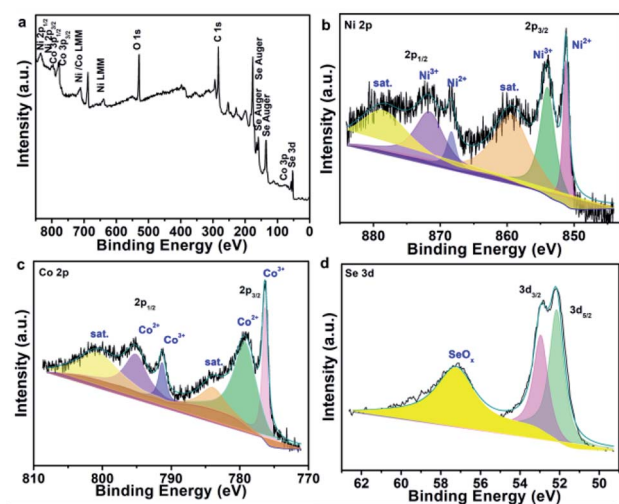 a
Ni 2p1/2
Ni 2p3/2
Co 3p1/2
Co 3p3/2
Ni /Co LMM
Ni LMM
O 1s
C 1s
Se Auger
Se Auger
Se Auger
Co 3p
Se 3d
Intensity (a.u.)
800 700 600 500 400 300 200 100 0
Binding Energy (eV)
b Ni 2p
2p3/2
2p1/2
Ni3+ Ni2+
sat. Ni3+ Ni2+ sat.
Intensity (a.u.)
880 870 860 850
Binding Energy (eV)
c Co 2p
Co3+
2p1/2 2p3/2
sat. Co2+ Co3+ sat. Co2+
Intensity (a.u.)
810 800 790 780 770
Binding Energy (eV)
d Se 3d
3d3/2
3d5/2
SeOx
Intensity (a.u.)
62 60 58 56 54 52 50
Binding Energy (eV)